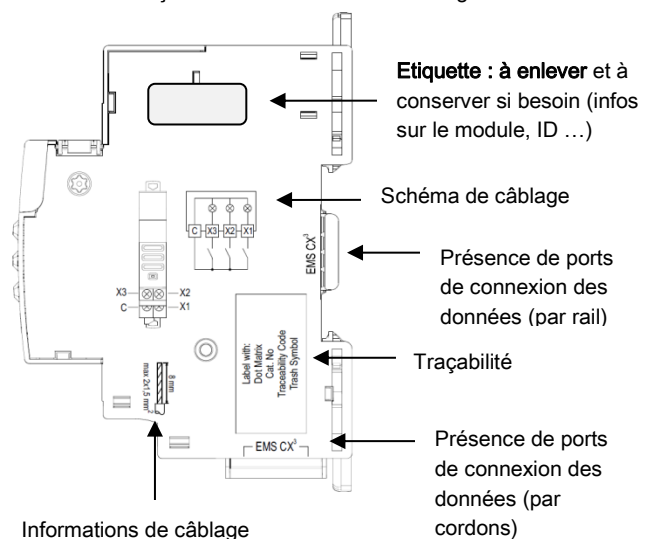 Etiquette : à enlever et à
conserver si besoin (infos
sur le module, ID …)
Schéma de câblage
C X3 X2 X1
EMS CX³
Présence de ports
de connexion des
données (par rail)
X3 X2
C X1
Label with:
Dot Matrix
Cat. No
Traceability Code
Trash Symbol
Traçabilité
8 mm
max 2x1,5 mm²
EMS CX³
Présence de ports
de connexion des
données (par
cordons)
Informations de câblage